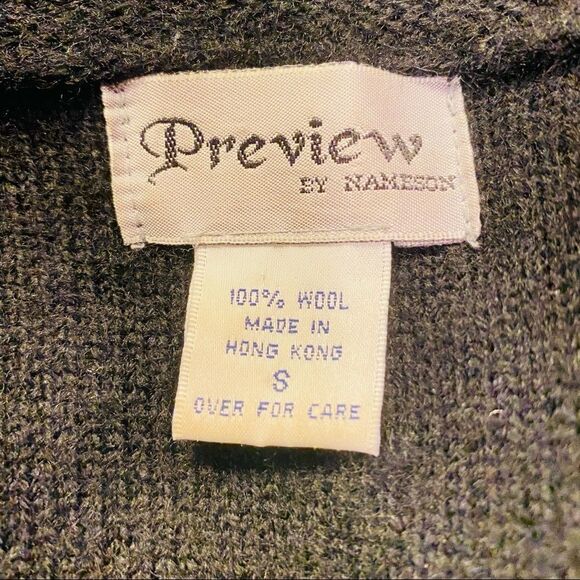 Preview
BY NAMESON
100% WOOL
MADE IN
HONG KONG
S
OVER FOR CARE